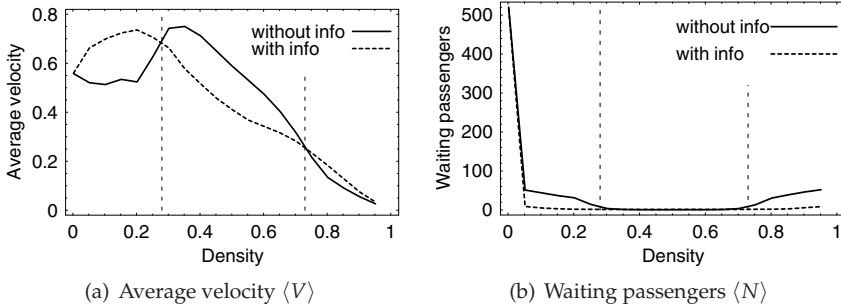 0.8
0.6
0.4
0.2
0
Average velocity
without info
with info
0 0.2 0.4 0.6 0.8 1
Density
(a) Average velocity ⟨V⟩
500
400
300
200
100
0
Waiting passengers
without info
with info
0 0.2 0.4 0.6 0.8 1
Density
(b) Waiting passengers ⟨N⟩